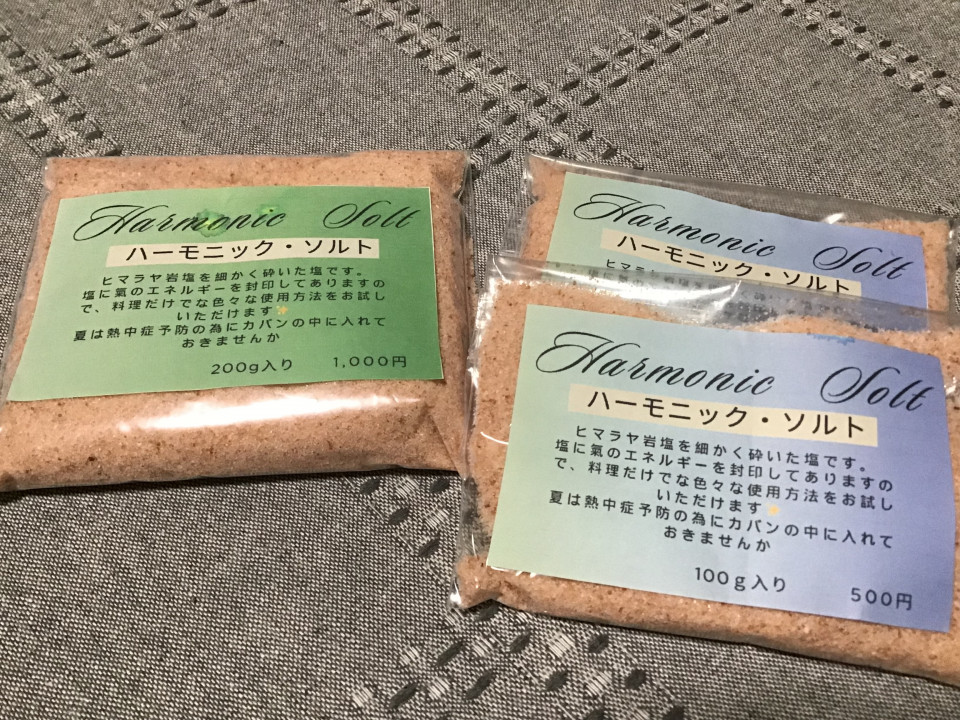 Harmonic Solt
ハーモニック・ソルト
ヒマラヤ岩塩を細かく砕いた塩です。
塩に氣のエネルギーを封印してありますの
で、料理だけでな色々な使用方法をお試し
いただけます✨
夏は熱中症予防の為にカバンの中に入れて
おきませんか
200g入り 1,000円
Harmonic Solt
ハーモニック・ソルト
Harmonic Solt
ハーモニック・ソルト
ヒマラヤ岩塩を細かく砕いた塩です。
塩に氣のエネルギーを封印してありますの
で、料理だけでな色々な使用方法をお試し
いただけます✨
夏は熱中症予防の為にカバンの中に入れて
おきませんか
100g入り 500円